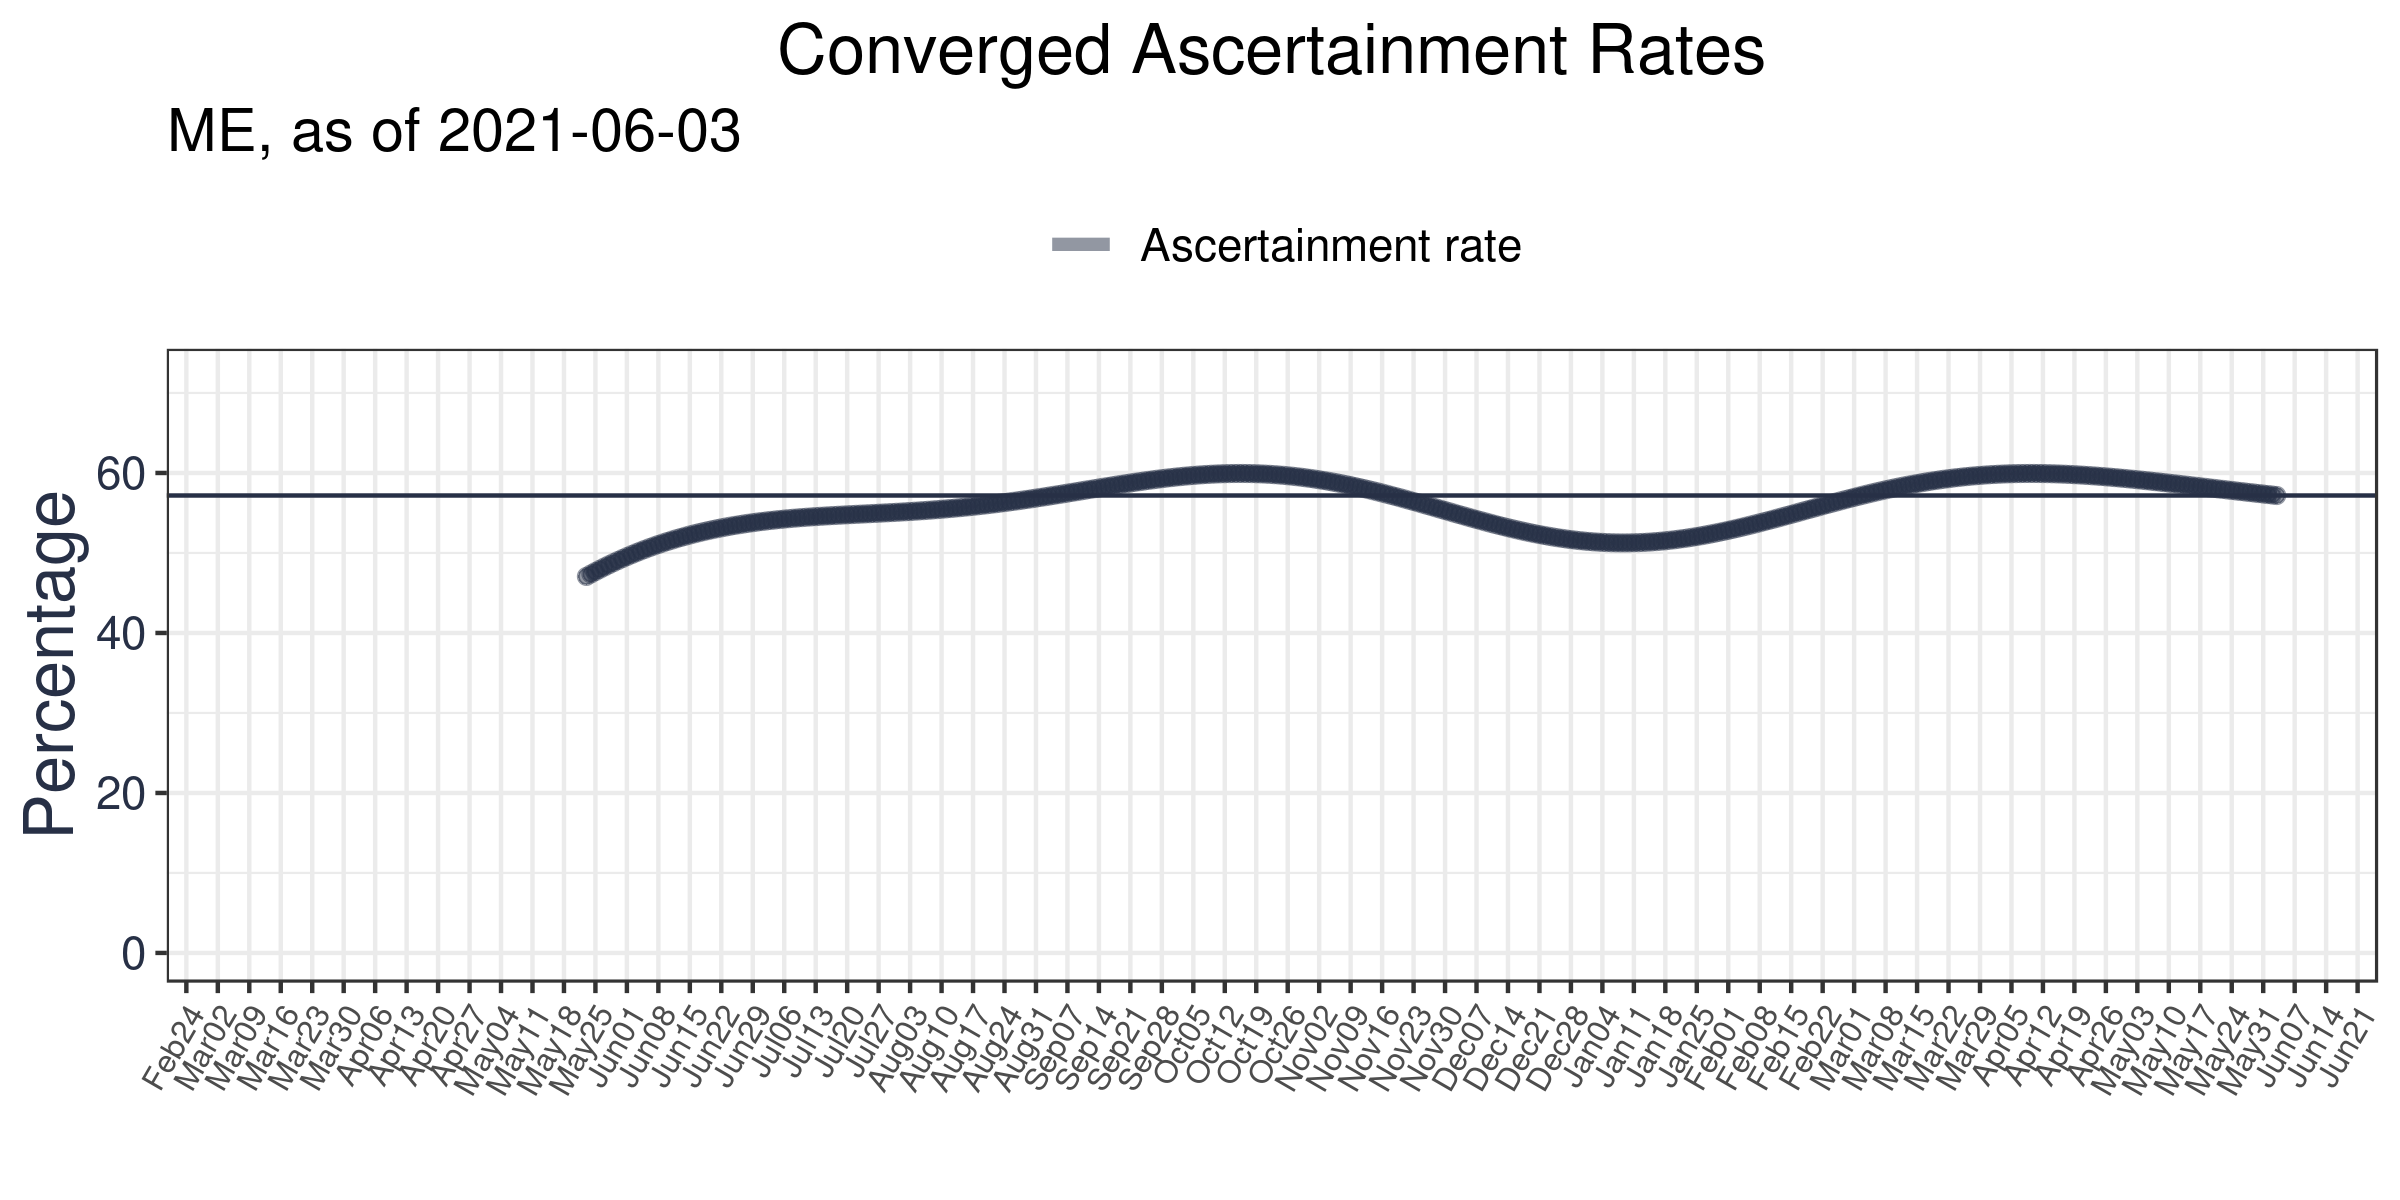 Converged Ascertainment Rates
ME, as of 2021-06-03
Ascertainment rate
Percentage
60
40
20
0
Feb24
Mar02
Mar09
Mar16
Mar23
Mar30
Apr06
Apr13
Apr20
Apr27
May04
May11
May18
May25
Jun01
Jun08
Jun15
Jun22
Jun29
Jul06
Jul13
Jul20
Jul27
Aug03
Aug10
Aug17
Aug24
Aug31
Sep07
Sep14
Sep21
Sep28
Oct05
Oct12
Oct19
Oct26
Nov02
Nov09
Nov16
Nov23
Nov30
Dec07
Dec14
Dec21
Dec28
Jan04
Jan11
Jan18
Jan25
Feb01
Feb08
Feb15
Feb22
Mar01
Mar08
Mar15
Mar22
Mar29
Apr05
Apr12
Apr19
Apr26
May03
May10
May17
May24
May31
Jun07
Jun14
Jun21